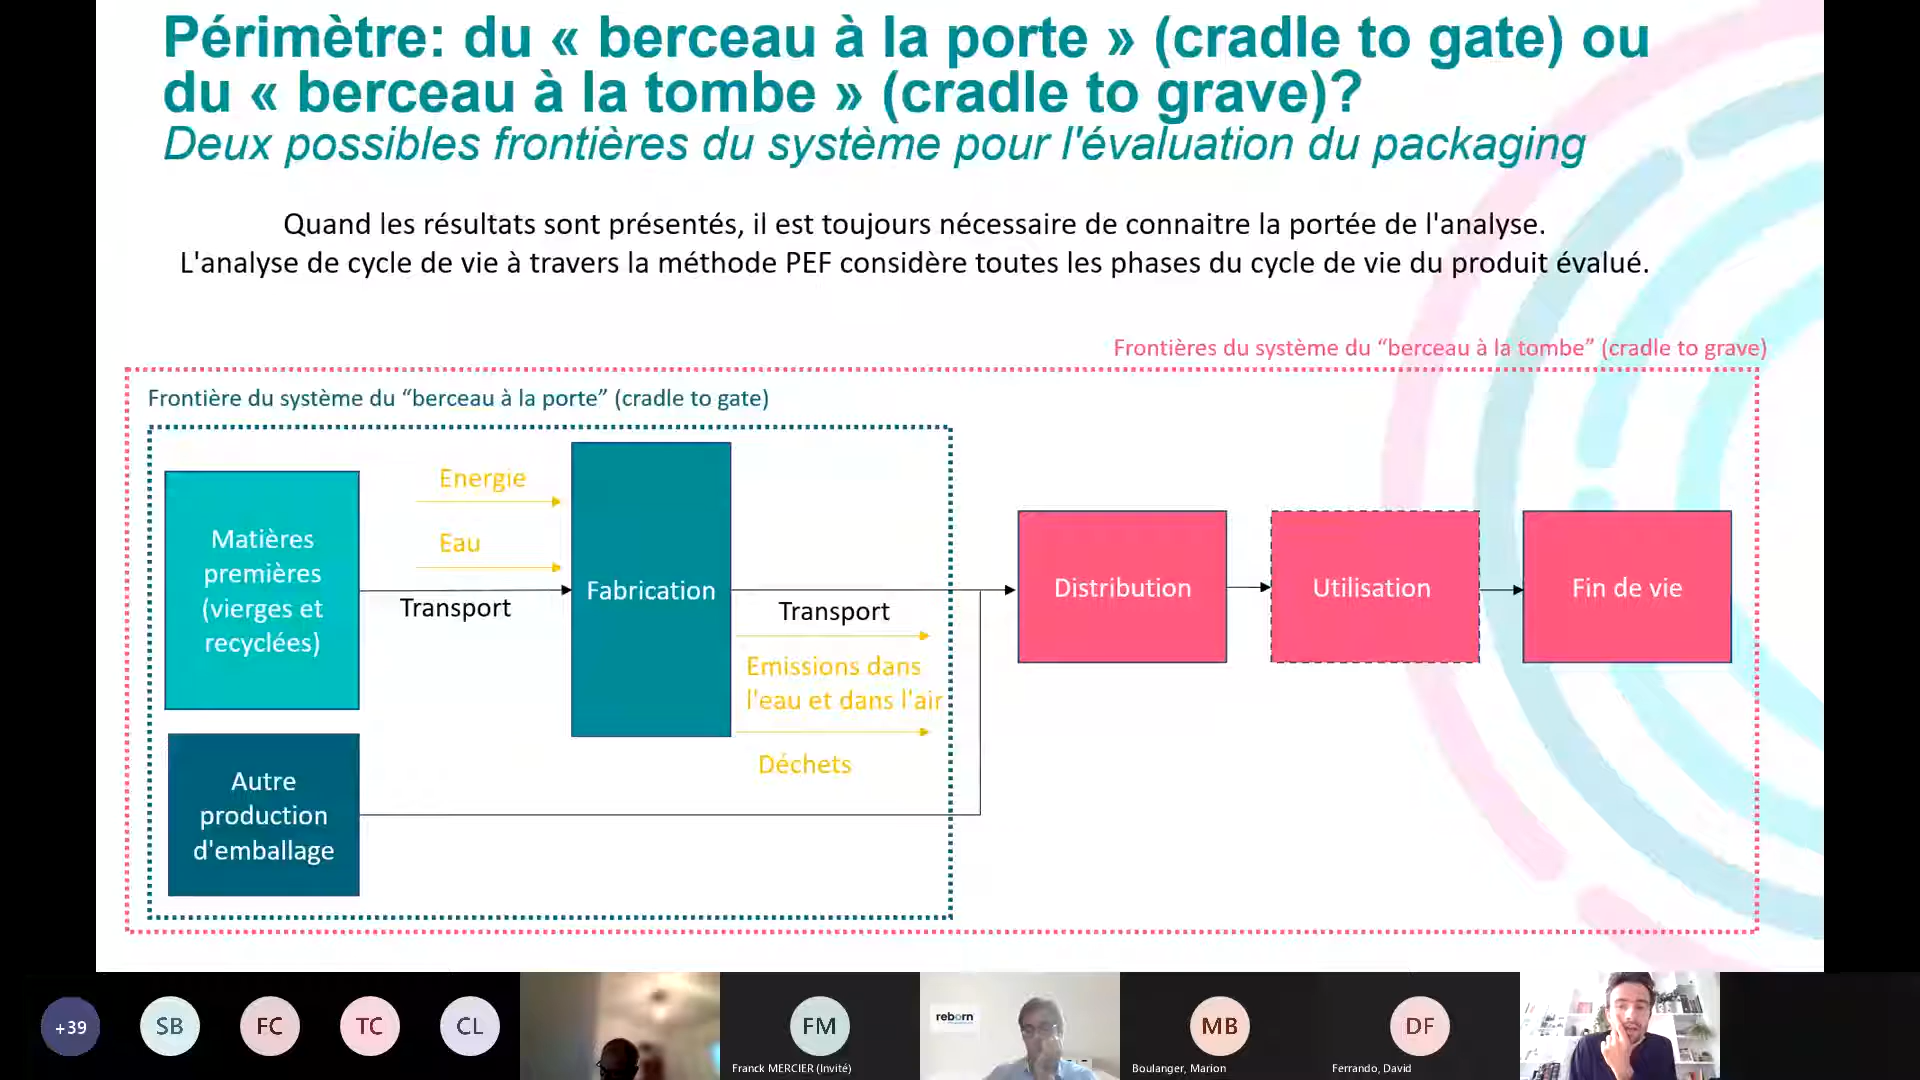 Périmètre: du « berceau à la porte » (cradle to gate) ou
du « berceau à la tombe » (cradle to grave)?
Deux possibles frontières du système pour l'évaluation du packaging
Quand les résultats sont présentés, il est toujours nécessaire de connaitre la portée de l'analyse.
L'analyse de cycle de vie à travers la méthode PEF considère toutes les phases du cycle de vie du produit évalué.
Frontières du système du “berceau à la tombe” (cradle to grave)
Frontière du système du “berceau à la porte” (cradle to gate)
Matières
premières
(vierges et
recyclées)
Energie
Eau
Transport
Fabrication
Transport
Emissions dans
l'eau et dans l'air
Déchets
Autre
production
d'emballage
Distribution
Utilisation
Fin de vie
+39
SB
FC
TC
CL
FM
Franck MERCIER (Invité)
reborn
MB
Boulanger, Marion
DF
Ferrando, David